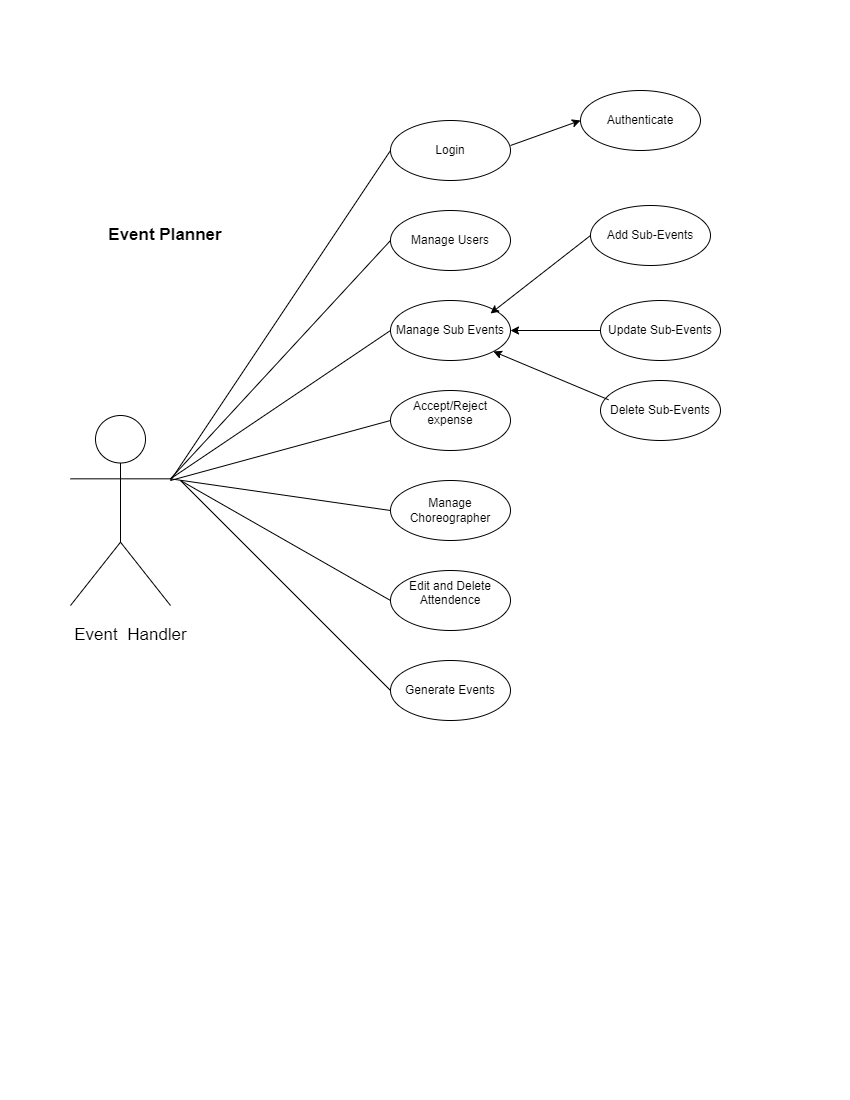 Authenticate
Login
Event Planner
Manage Users
Add Sub-Events
Manage Sub Events
Update Sub-Events
Accept/Reject
expense
Delete Sub-Events
Manage
Choreographer
Edit and Delete
Attendence
Event  Handler
Generate Events